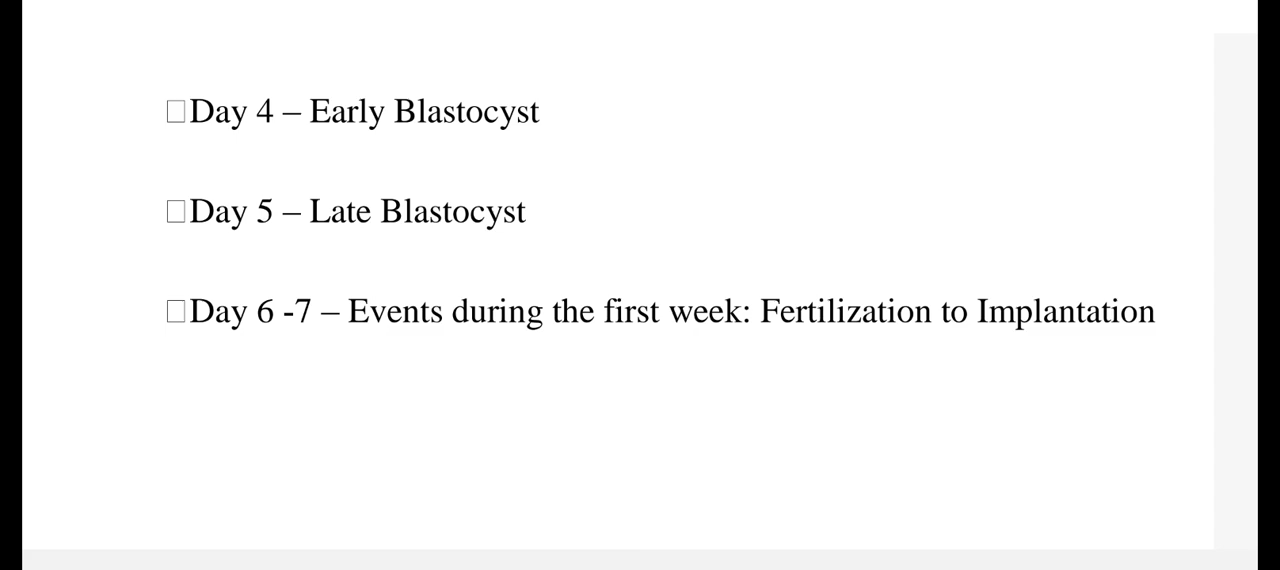 □Day 4 – Early Blastocyst
□Day 5 – Late Blastocyst
□Day 6 -7 – Events during the first week: Fertilization to Implantation